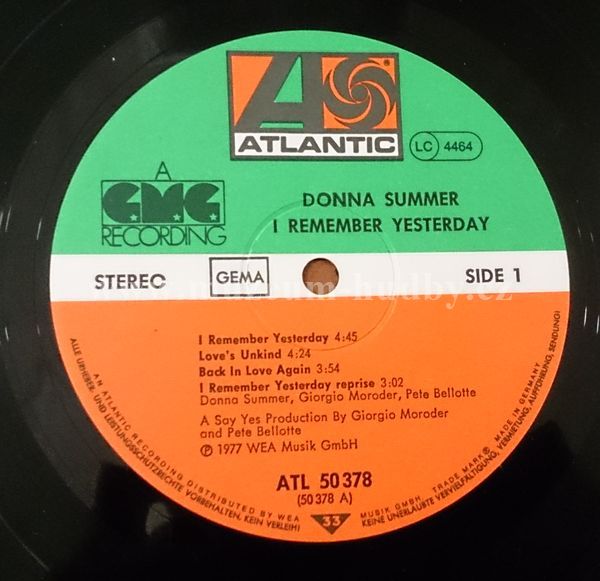 ATLANTIC
LC 4464
A
G.M.G
RECORDING
DONNA SUMMER
I REMEMBER YESTERDAY
STEREO
GEMA
SIDE 1
I Remember Yesterday 4:45
Love's Unkind 4:24
Back In Love Again 3:54
I Remember Yesterday reprise 3:02
Donna Summer, Giorgio Moroder, Pete Bellotte
A Say Yes Production By Giorgio Moroder
and Pete Bellotte
℗ 1977 WEA Musik GmbH
ATL 50 378
(50 378 A)
33
AN ATLANTIC RECORDING DISTRIBUTED BY WEA MUSIK GMBH. TRADE MARK ® MADE IN GERMANY
ALLE URHEBER- UND LEISTUNGSSCHUTZRECHTE VORBEHALTEN. KEIN VERLEIH! KEINE UNERLAUBTE VERVIELFÄLTIGUNG, VERMIETUNG, AUFFÜHRUNG, SENDUNG!